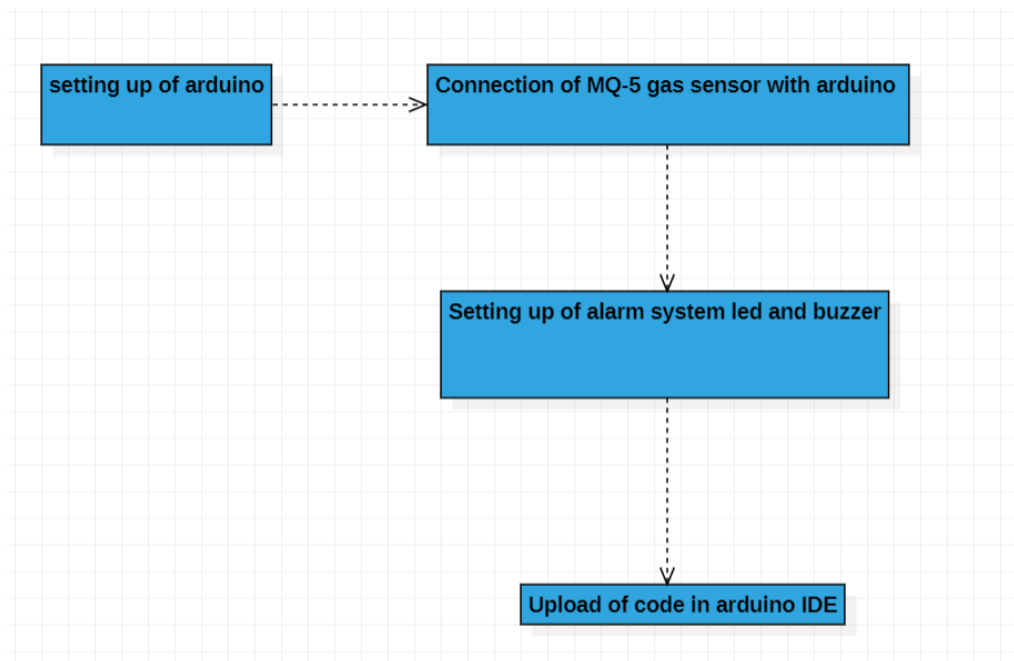 setting up of arduino
Connection of MQ-5 gas sensor with arduino
Setting up of alarm system led and buzzer
Upload of code in arduino IDE